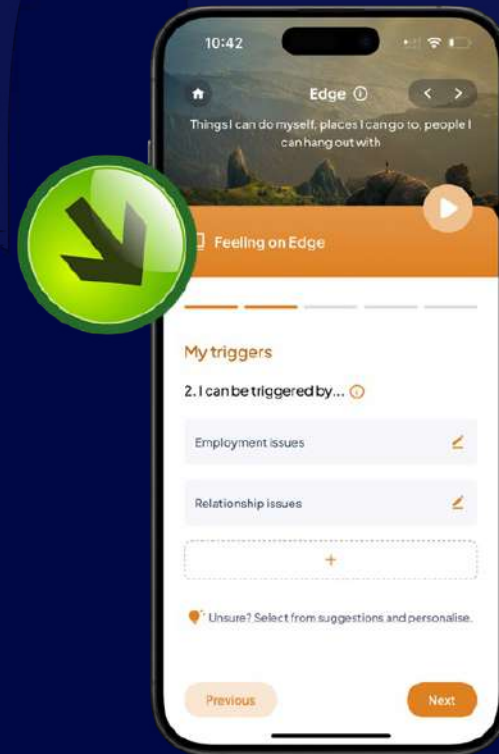 10:42
Edge
Things I can do myself, places I can go to, people I
can hang out with
Feeling on Edge
My triggers
2. I can be triggered by...
Employment issues
Relationship issues
+
Unsure? Select from suggestions and personalise.
Previous
Next